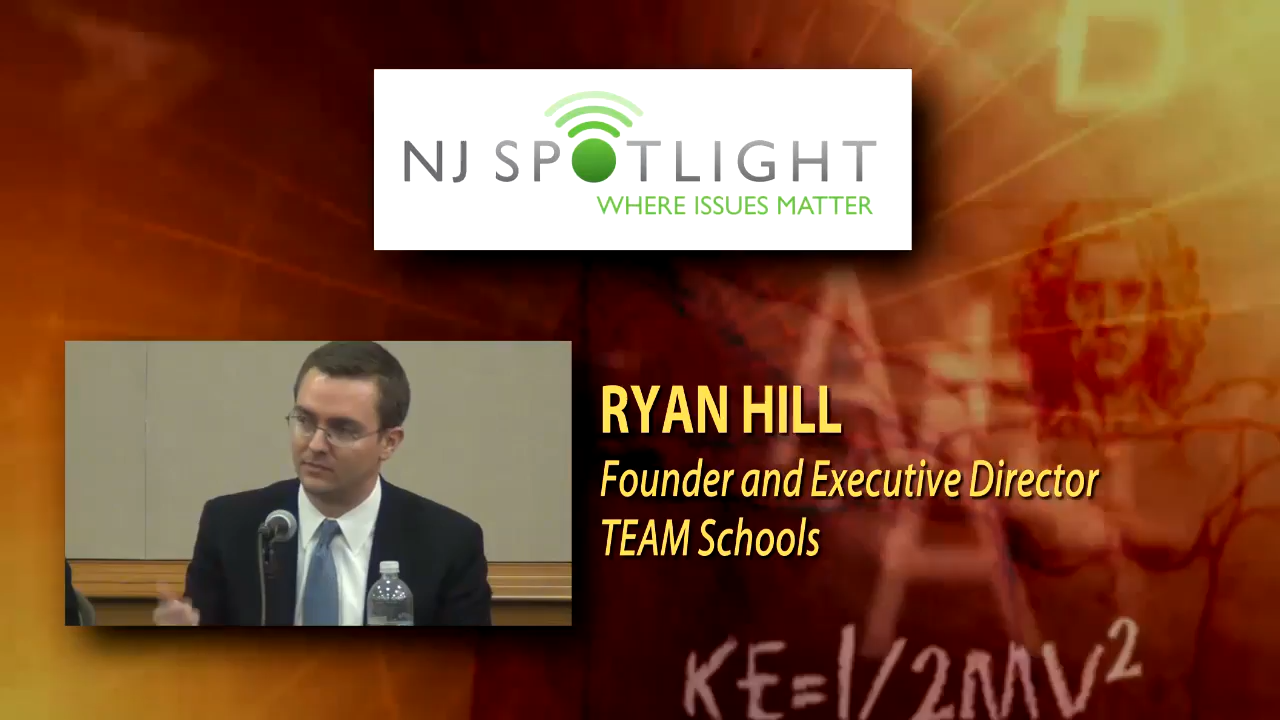 NJ SPOTLIGHT
WHERE ISSUES MATTER
RYAN HILL
Founder and Executive Director
TEAM Schools
D
A+
A
KE=1/2MV²